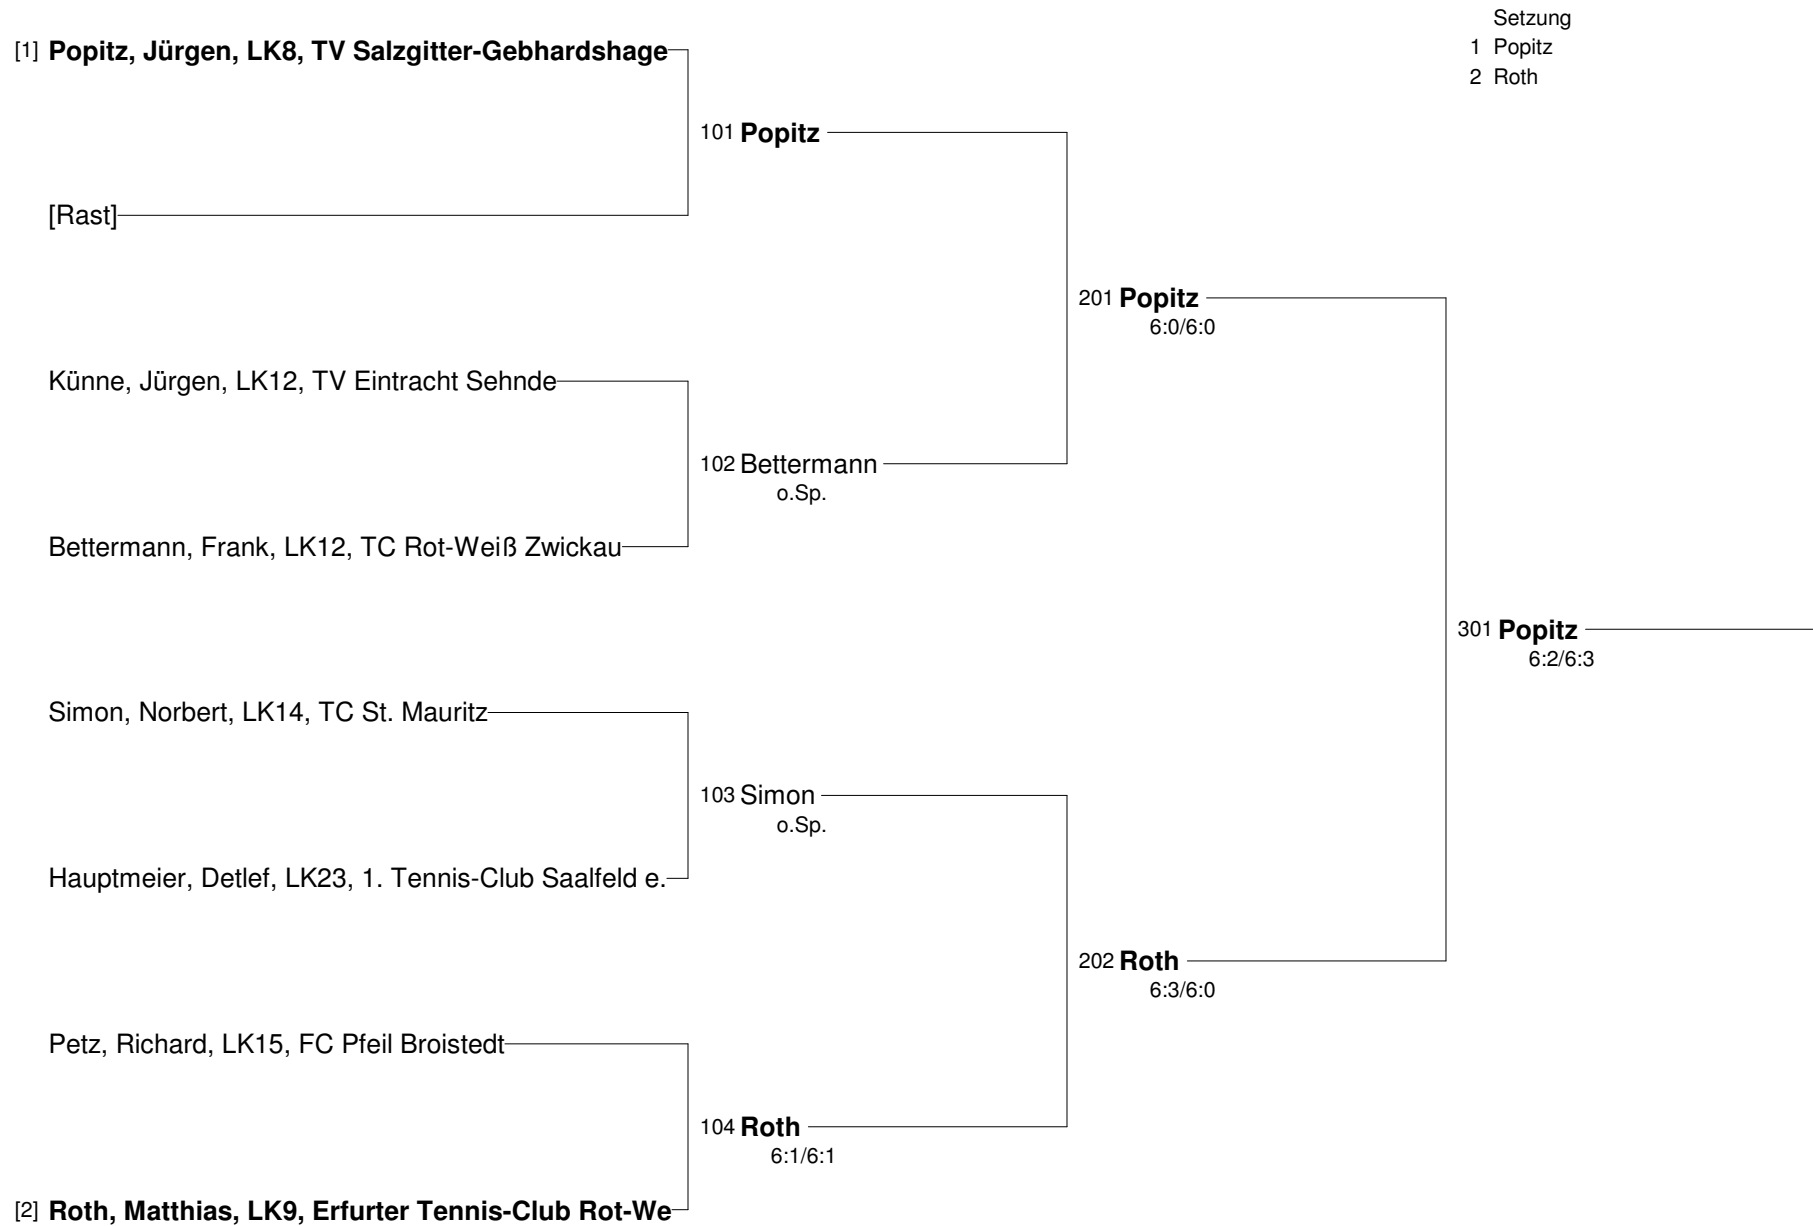 Setzung
1 Popitz
2 Roth
[1] Popitz, Jürgen, LK8, TV Salzgitter-Gebhardshage
101 Popitz
[Rast]
201 Popitz
6:0/6:0
Künne, Jürgen, LK12, TV Eintracht Sehnde
102 Bettermann
o.Sp.
Bettermann, Frank, LK12, TC Rot-Weiß Zwickau
301 Popitz
6:2/6:3
Simon, Norbert, LK14, TC St. Mauritz
103 Simon
o.Sp.
Hauptmeier, Detlef, LK23, 1. Tennis-Club Saalfeld e.
202 Roth
6:3/6:0
Petz, Richard, LK15, FC Pfeil Broistedt
104 Roth
6:1/6:1
[2] Roth, Matthias, LK9, Erfurter Tennis-Club Rot-We